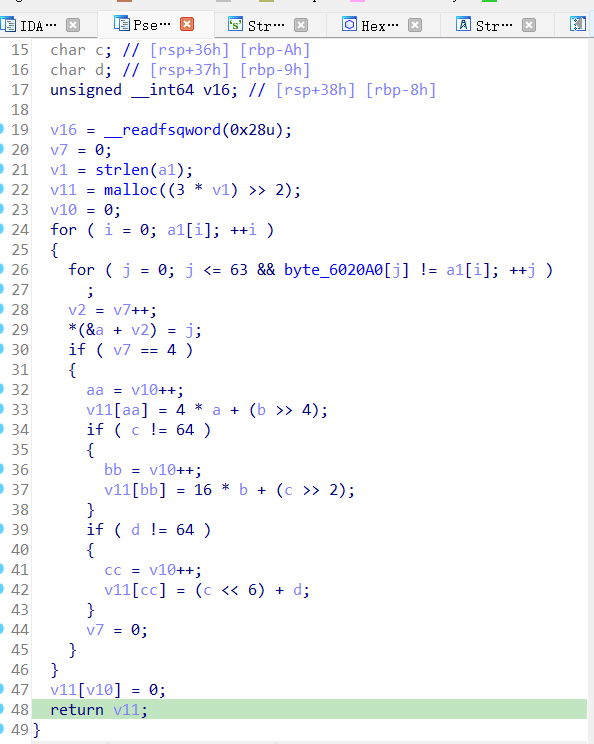 IDA··· Pse··· Str··· Hex··· Str···
15 char c; // [rsp+36h] [rbp-Ah]
16 char d; // [rsp+37h] [rbp-9h]
17 unsigned __int64 v16; // [rsp+38h] [rbp-8h]
18
19 v16 = __readfsqword(0x28u);
20 v7 = 0;
21 v1 = strlen(a1);
22 v11 = malloc((3 * v1) >> 2);
23 v10 = 0;
24 for ( i = 0; a1[i]; ++i )
25 {
26 for ( j = 0; j <= 63 && byte_6020A0[j] != a1[i]; ++j )
27 ;
28 v2 = v7++;
29 *(&a + v2) = j;
30 if ( v7 == 4 )
31 {
32 aa = v10++;
33 v11[aa] = 4 * a + (b >> 4);
34 if ( c != 64 )
35 {
36 bb = v10++;
37 v11[bb] = 16 * b + (c >> 2);
38 }
39 if ( d != 64 )
40 {
41 cc = v10++;
42 v11[cc] = (c << 6) + d;
43 }
44 v7 = 0;
45 }
46 }
47 v11[v10] = 0;
48 return v11;
49 }